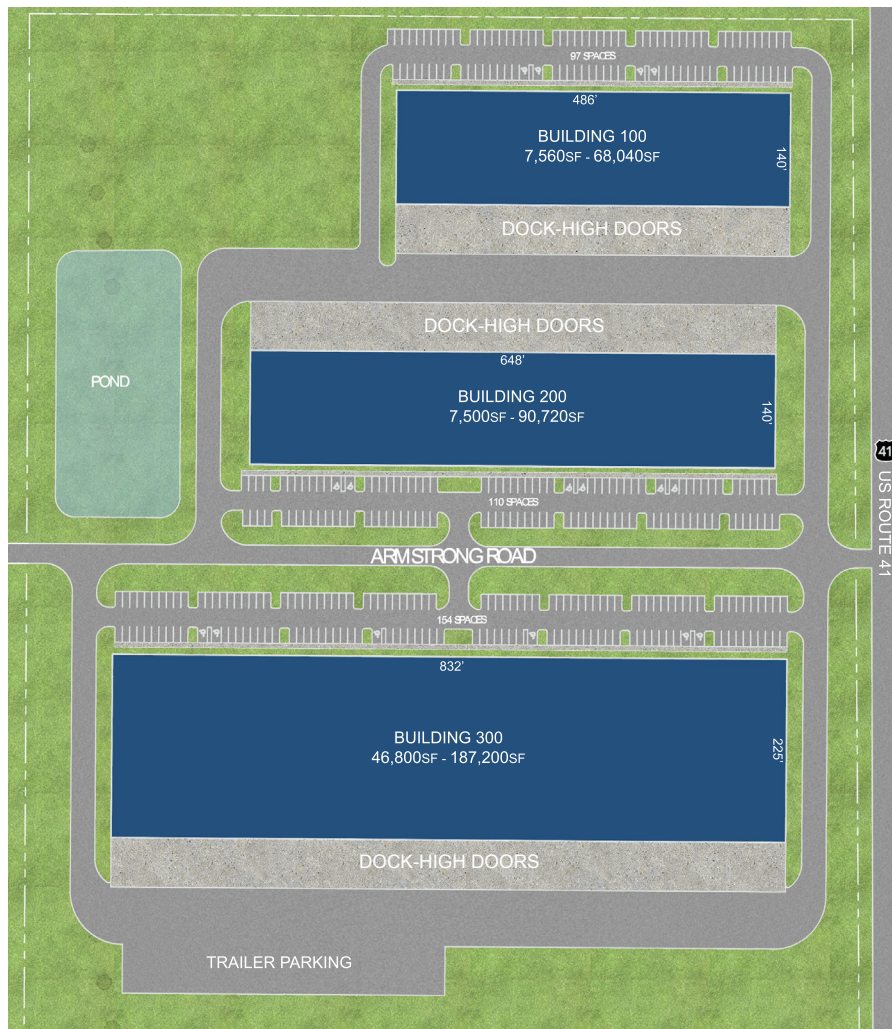 97 SPACES
486'
BUILDING 100
7,560SF - 68,040SF
140'
DOCK-HIGH DOORS
DOCK-HIGH DOORS
648'
POND
BUILDING 200
7,500SF - 90,720SF
140'
41
US ROUTE 41
110 SPACES
ARMSTRONG ROAD
154 SPACES
832'
BUILDING 300
46,800SF - 187,200SF
225'
DOCK-HIGH DOORS
TRAILER PARKING